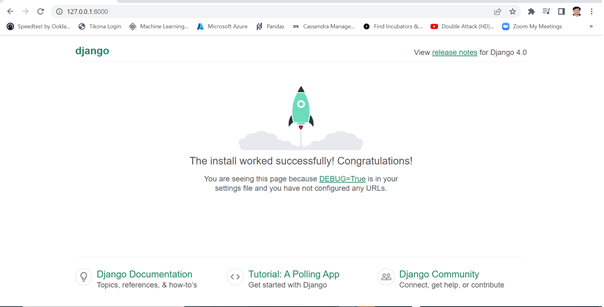 127.0.0.1:8000
Speedtest by Ookla... Tikona Login Machine Learning... Microsoft Azure Pandas Cassandra Manage... Find Incubators &... Double Attack (HD)... Zoom My Meetings »
django
View release notes for Django 4.0
The install worked successfully! Congratulations!
You are seeing this page because DEBUG=True is in your
settings file and you have not configured any URLs.
Django Documentation Tutorial: A Polling App Django Community
Topics, references, & how-to's Get started with Django Connect, get help, or contribute